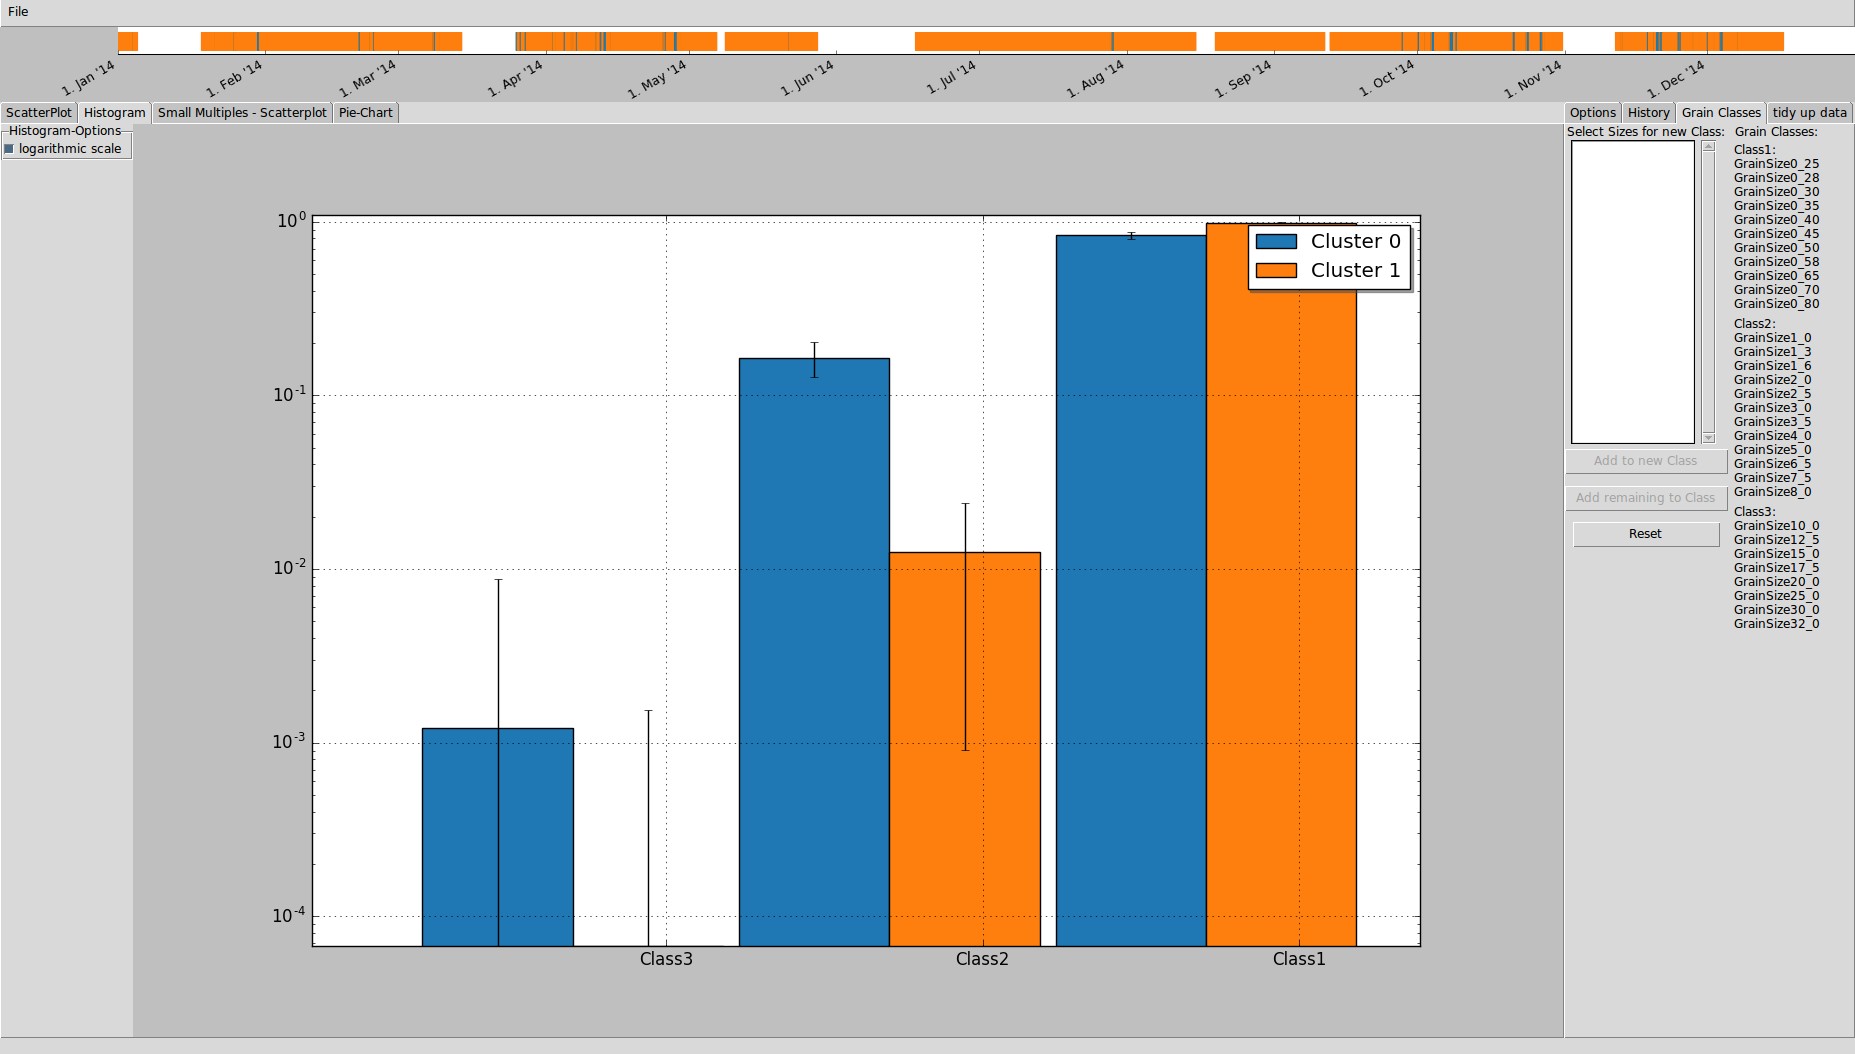 File
1. Jan '14
1. Feb '14
1. Mar '14
1. Apr '14
1. May '14
1. Jun '14
1. Jul '14
1. Aug '14
1. Sep '14
1. Oct '14
1. Nov '14
1. Dec '14
ScatterPlot Histogram Small Multiples - Scatterplot Pie-Chart
Options History Grain Classes tidy up data
Histogram-Options
logarithmic scale
10^0
10^-1
10^-2
10^-3
10^-4
Cluster 0
Cluster 1
Class3 Class2 Class1
Select Sizes for new Class:
Add to new Class
Add remaining to Class
Reset
Grain Classes:
Class1:
GrainSize0_25
GrainSize0_28
GrainSize0_30
GrainSize0_35
GrainSize0_40
GrainSize0_45
GrainSize0_50
GrainSize0_58
GrainSize0_65
GrainSize0_70
GrainSize0_80
Class2:
GrainSize1_0
GrainSize1_3
GrainSize1_6
GrainSize2_0
GrainSize2_5
GrainSize3_0
GrainSize3_5
GrainSize4_0
GrainSize5_0
GrainSize6_5
GrainSize7_5
GrainSize8_0
Class3:
GrainSize10_0
GrainSize12_5
GrainSize15_0
GrainSize17_5
GrainSize20_0
GrainSize25_0
GrainSize30_0
GrainSize32_0